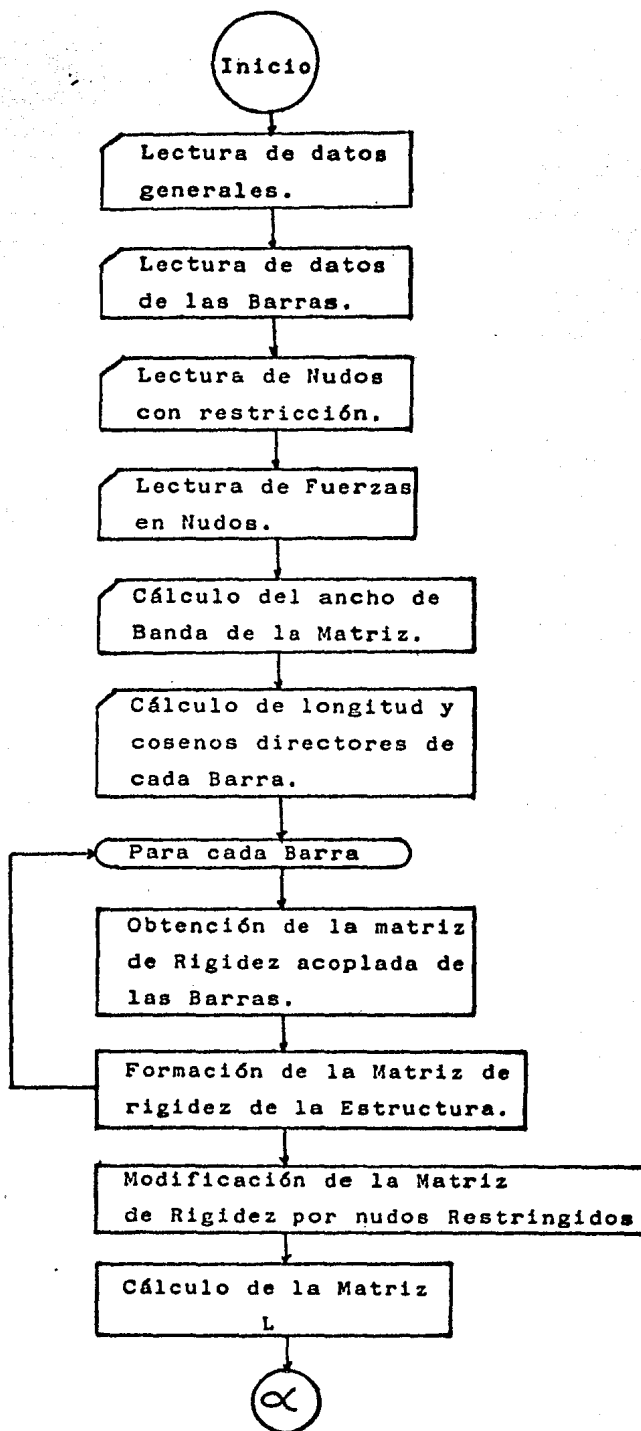 Inicio
Lectura de datos
generales.
Lectura de datos
de las Barras.
Lectura de Nudos
con restricción.
Lectura de Fuerzas
en Nudos.
Cálculo del ancho de
Banda de la Matriz.
Cálculo de longitud y
cosenos directores de
cada Barra.
Para cada Barra
Obtención de la matriz
de Rigidez acoplada de
las Barras.
Formación de la Matriz de
rigidez de la Estructura.
Modificación de la Matriz
de Rigidez por nudos Restringidos
Cálculo de la Matriz
L
∝